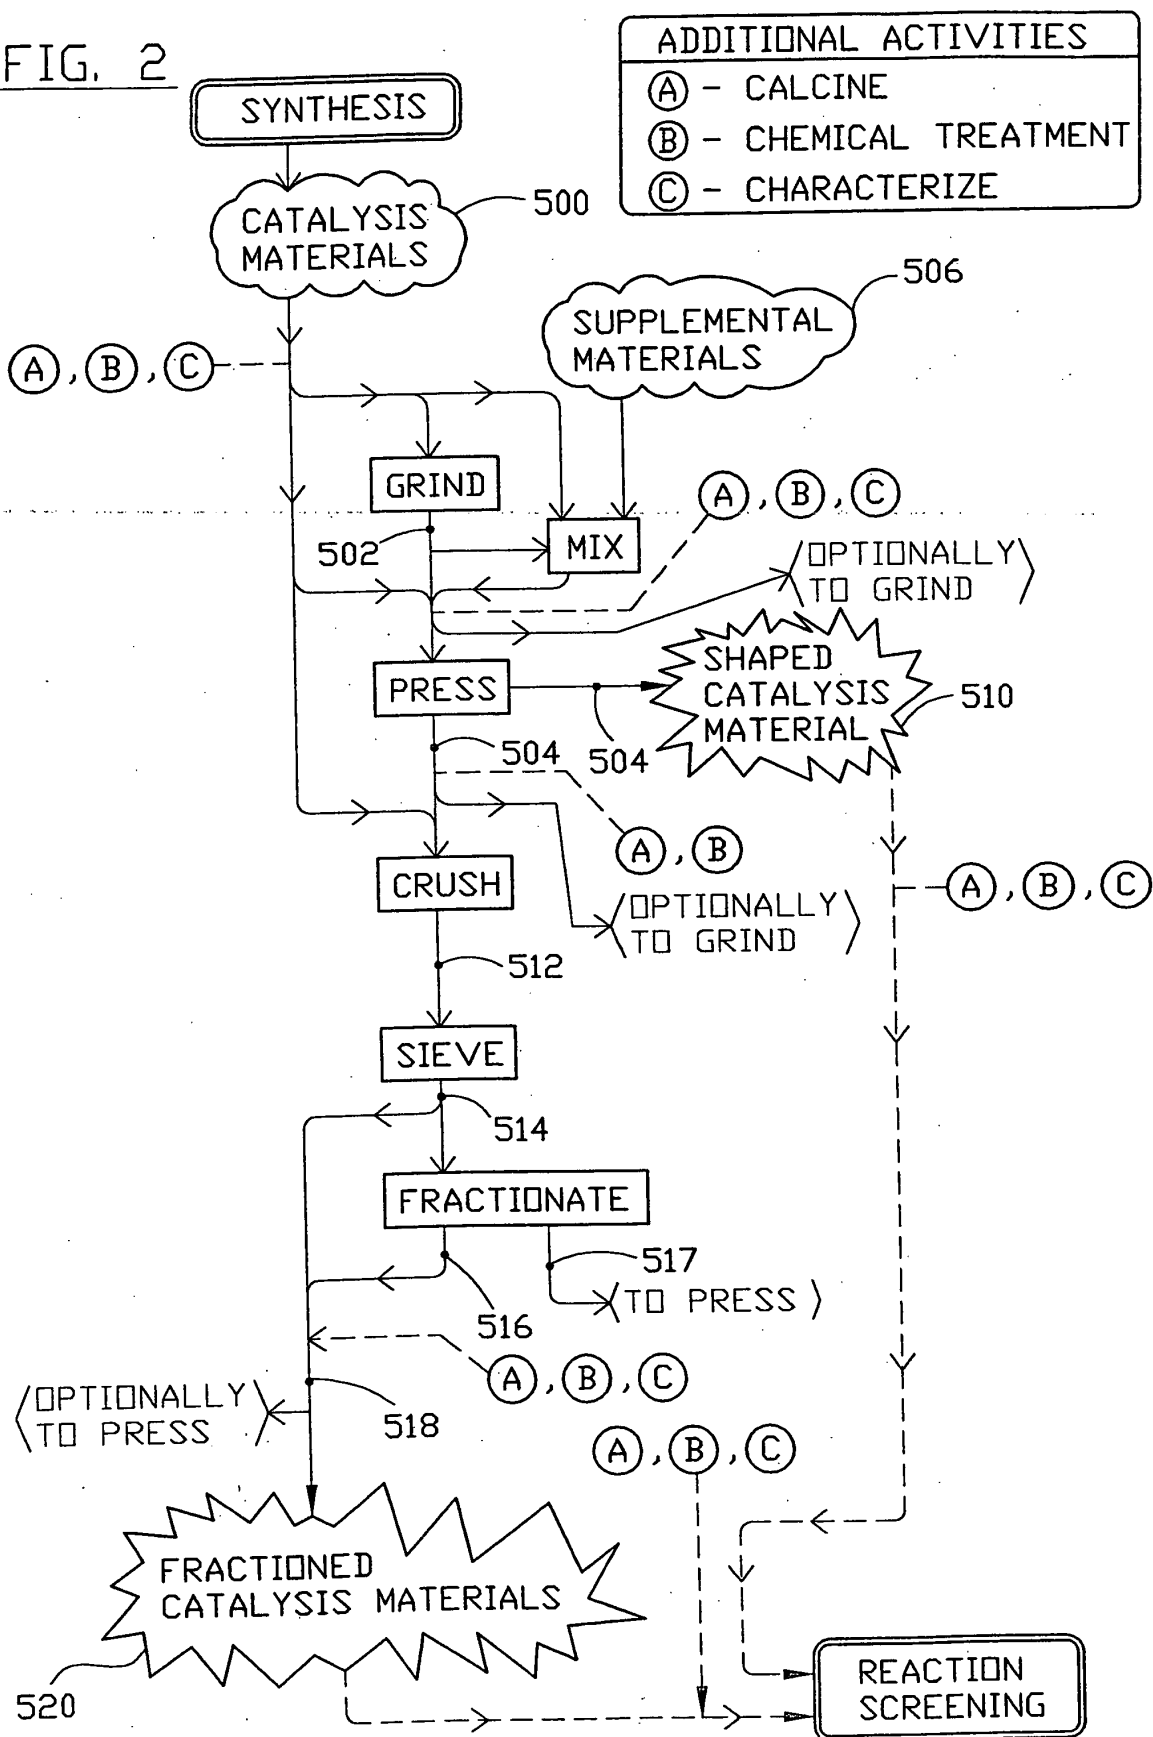 FIG. 2
ADDITIONAL ACTIVITIES
A - CALCINE
B - CHEMICAL TREATMENT
C - CHARACTERIZE
SYNTHESIS
CATALYSIS
MATERIALS
500
506
SUPPLEMENTAL
MATERIALS
A, B, C
GRIND
A, B, C
502
MIX
OPTIONALLY
TO GRIND
PRESS
SHAPED
CATALYSIS
MATERIAL
510
504
504
A, B
CRUSH
A, B, C
OPTIONALLY
TO GRIND
512
SIEVE
514
FRACTIONATE
517
TO PRESS
516
A, B, C
OPTIONALLY
TO PRESS
518
A, B, C
FRACTIONED
CATALYSIS MATERIALS
520
REACTION
SCREENING